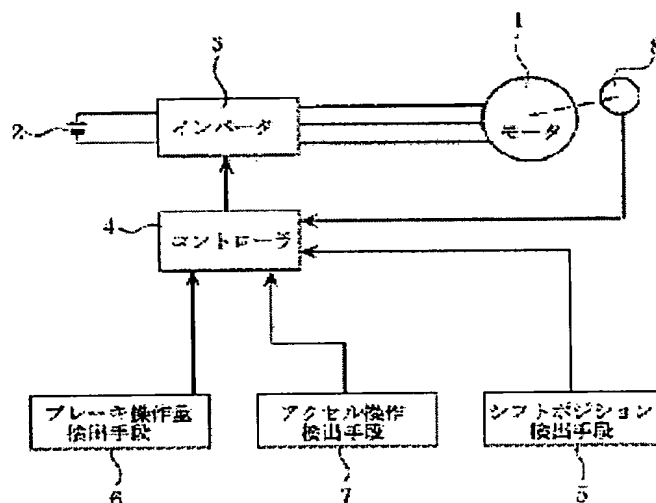 1
8
3
インバータ
2
モータ
4
コントローラ
ブレーキ操作量
検出手段
アクセル操作
検出手段
シフトポジション
検出手段
6
7
5